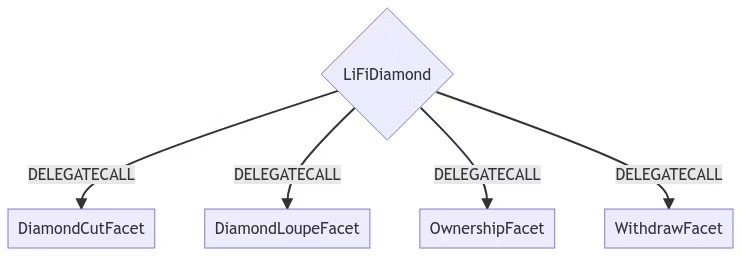 LiFiDiamond
DELEGATECALL DELEGATECALL DELEGATECALL DELEGATECALL
DiamondCutFacet DiamondLoupeFacet OwnershipFacet WithdrawFacet